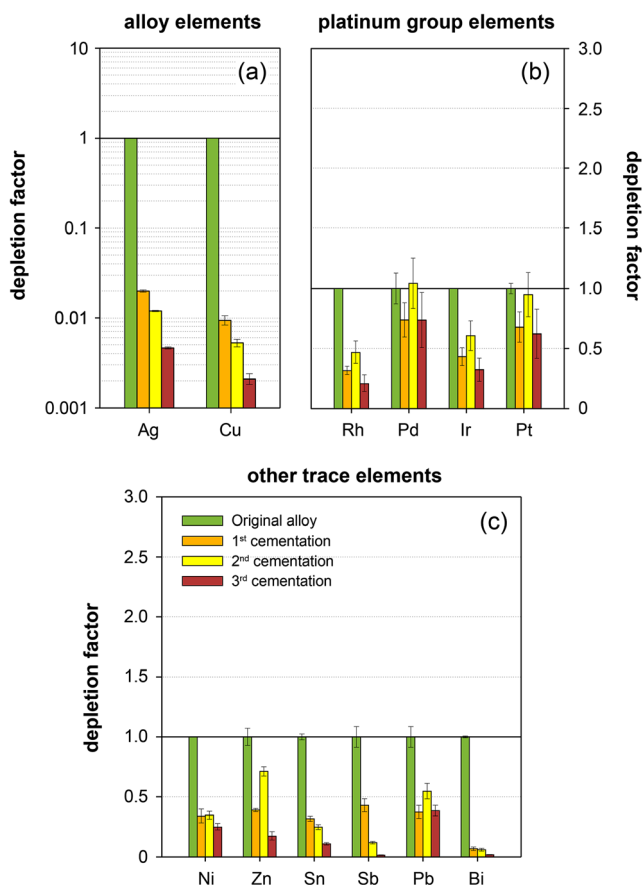 alloy elements
platinum group elements
(a)
(b)
depletion factor
10
1
0.1
0.01
0.001
Ag
Cu
3.0
2.5
2.0
1.5
1.0
0.5
0
depletion factor
Rh
Pd
Ir
Pt
other trace elements
(c)
depletion factor
3.0
2.5
2.0
1.5
1.0
0.5
0
Original alloy
1st cementation
2nd cementation
3rd cementation
Ni
Zn
Sn
Sb
Pb
Bi